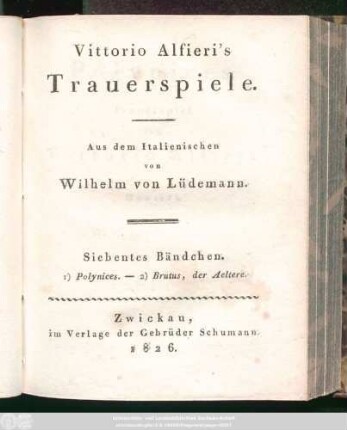 Vittorio Alfieri's
Trauerspiele.
Aus dem Italienischen
von
Wilhelm von Lüdemann.
Siebentes Bändchen.
1) Polynices. — 2) Brutus, der Aeltere.
Zwickau,
im Verlage der Gebrüder Schumann.
1826.